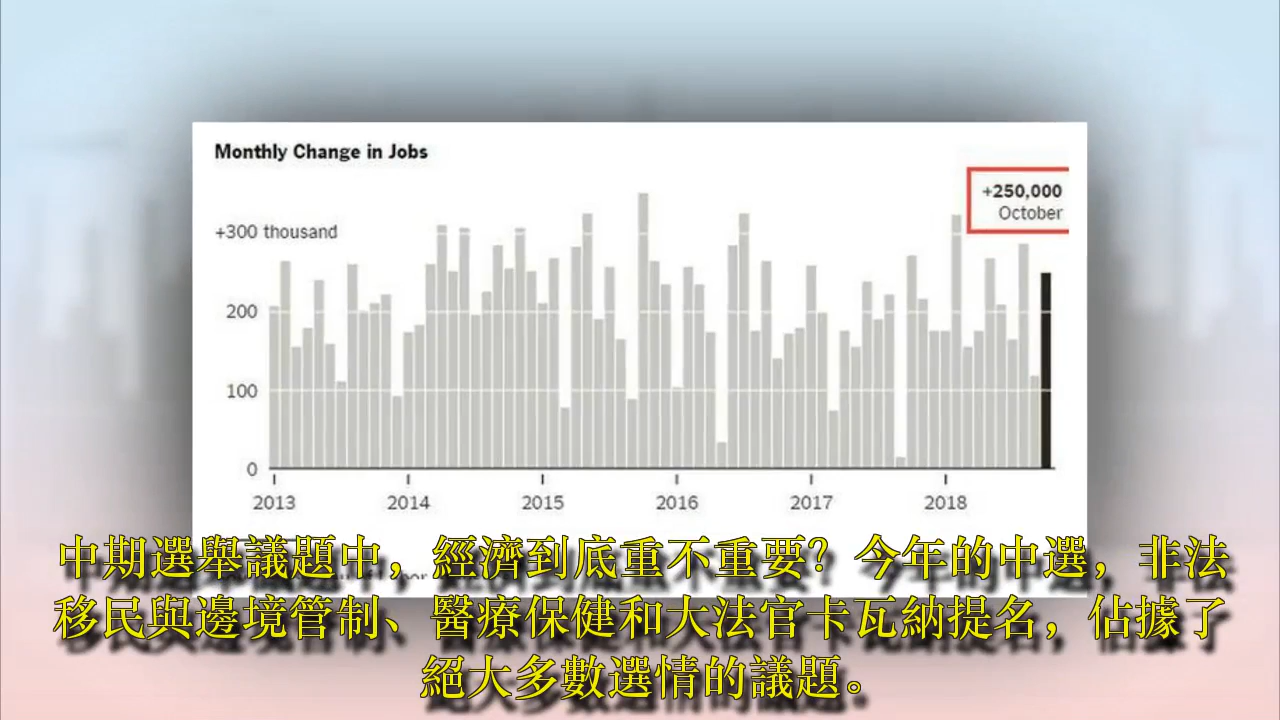 Monthly Change in Jobs
+250,000
October
+300 thousand
200
100
0
2013 2014 2015 2016 2017 2018
中期選舉議題中，經濟到底重不重要？今年的中選，非法
移民與邊境管制、醫療保健和大法官卡瓦納提名，佔據了
絕大多數選情的議題。